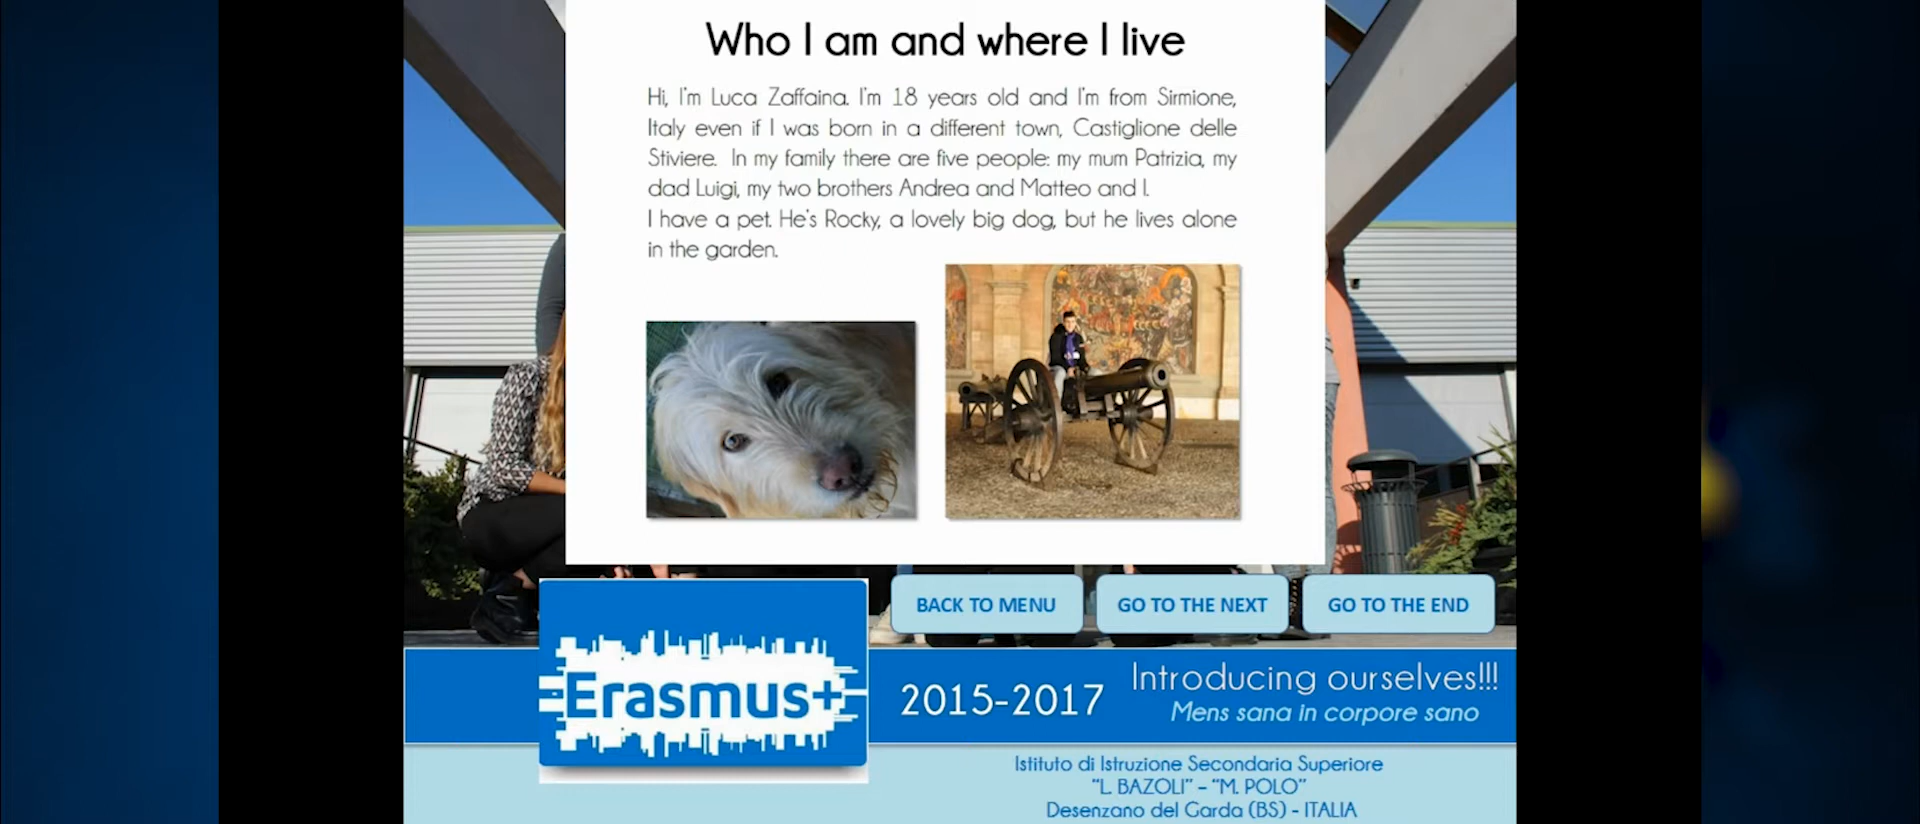 Who I am and where I live
Hi, I'm Luca Zaffaina. I'm 18 years old and I'm from Sirmione,
Italy even if I was born in a different town, Castiglione delle
Stiviere. In my family there are five people: my mum Patrizia, my
dad Luigi, my two brothers Andrea and Matteo and I.
I have a pet. He's Rocky, a lovely big dog, but he lives alone
in the garden.
BACK TO MENU
GO TO THE NEXT
GO TO THE END
Erasmus+
2015-2017
Introducing ourselves!!!
Mens sana in corpore sano
Istituto di Istruzione Secondaria Superiore
"L. BAZOLI" - "M. POLO"
Desenzano del Garda (BS) - ITALIA